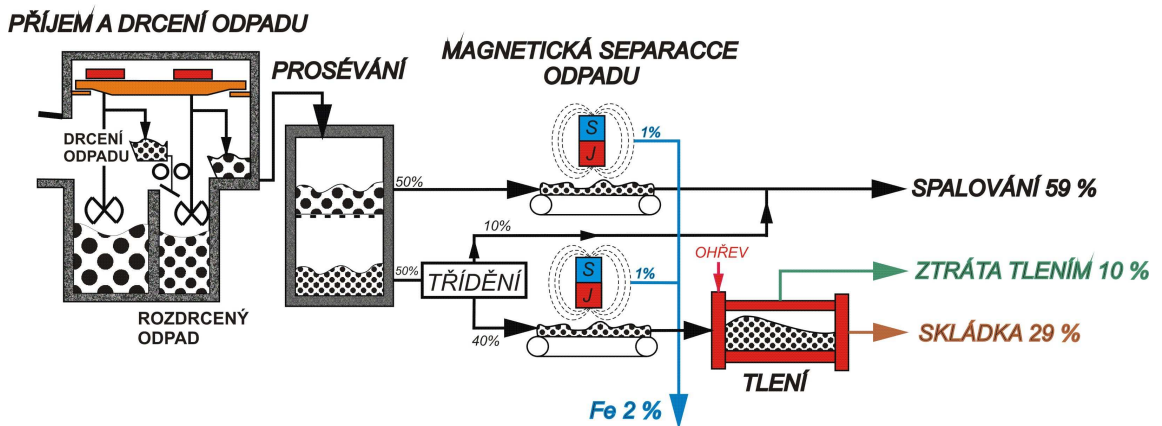 PŘÍJEM A DRCENÍ ODPADU
MAGNETICKÁ SEPARACCE
ODPADU
PROSÉVÁNÍ
DRCENÍ
ODPADU
S
J
1%
50%
SPALOVÁNÍ 59 %
10%
OHŘEV
50%
TŘÍDĚNÍ
S
J
1%
ZTRÁTA TLENÍM 10 %
ROZDRCENÝ
ODPAD
40%
SKLÁDKA 29 %
TLENÍ
Fe 2 %